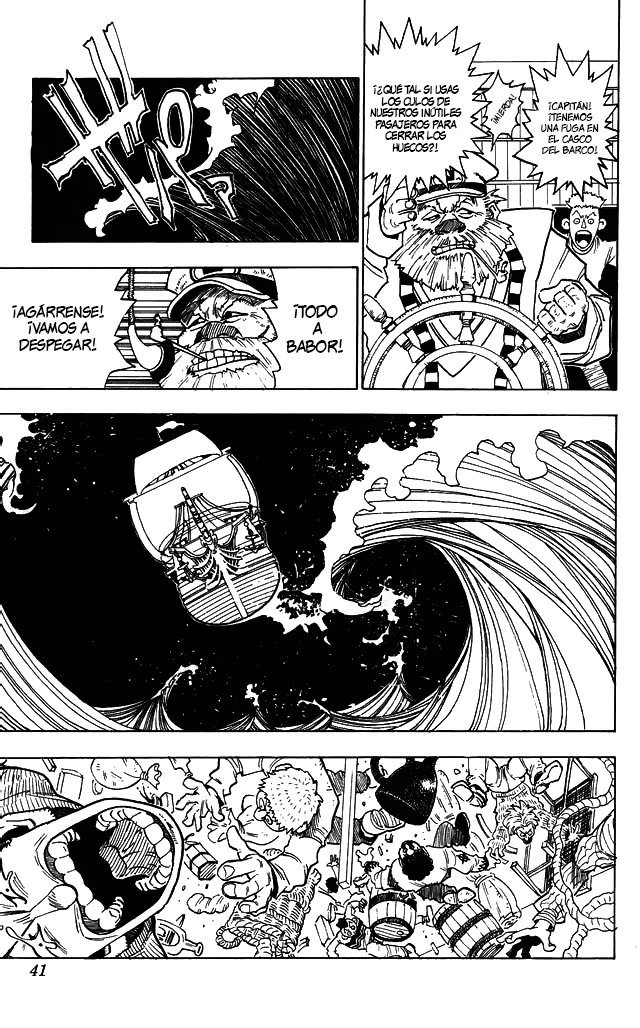 ¡CAPITÁN!
¡TENEMOS
UNA FUGA EN
EL CASCO
DEL BARCO!
¡MIERDA!
¡¿QUÉ TAL SI USAS
LOS CULOS DE
NUESTROS INÚTILES
PASAJEROS PARA
CERRAR LOS
HUECOS?!
¡TODO
A
BABOR!
¡AGÁRRENSE!
¡VAMOS A
DESPEGAR!
41